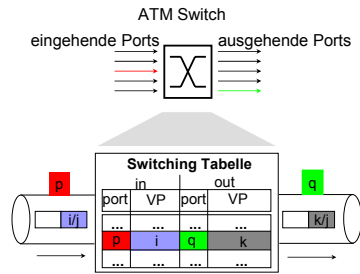 ATM Switch
eingehende Ports ausgehende Ports
Switching Tabelle
p in out q
port VP port VP
i/j ... ... ... ... k/j
p i q k
... ... ... ...